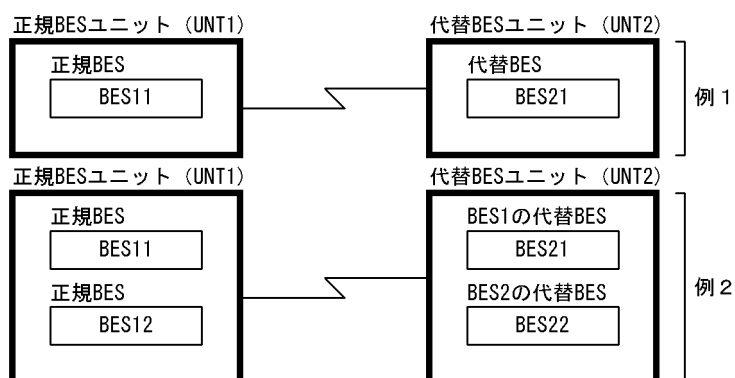 正規BESユニット（UNT1）
代替BESユニット（UNT2）
正規BES
BES11
代替BES
BES21
例１
正規BESユニット（UNT1）
代替BESユニット（UNT2）
正規BES
BES11
BES1の代替BES
BES21
正規BES
BES12
BES2の代替BES
BES22
例２